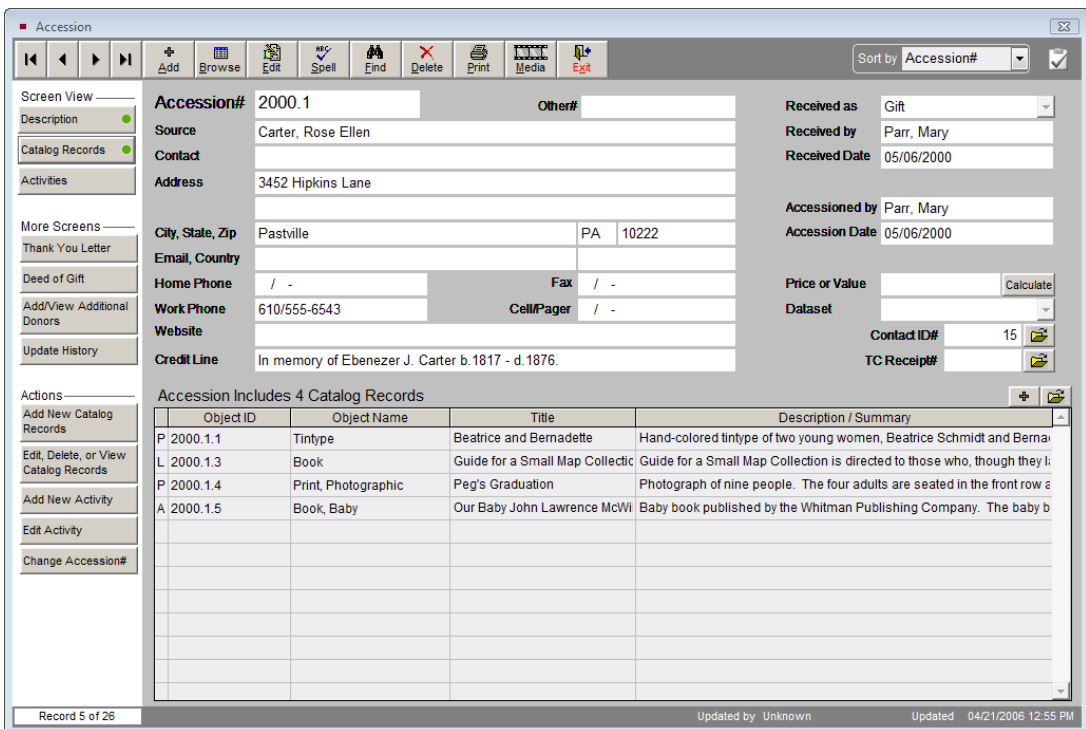 Accession
Add Browse Edit Spell Find Delete Print Media Exit Sort by Accession#
Screen View
Description
Catalog Records
Activities
More Screens
Thank You Letter
Deed of Gift
Add/View Additional
Donors
Update History
Actions
Add New Catalog
Records
Edit, Delete, or View
Catalog Records
Add New Activity
Edit Activity
Change Accession#
Accession# 2000.1 Other# Received as Gift
Source Carter, Rose Ellen Received by Parr, Mary
Contact Received Date 05/06/2000
Address 3452 Hipkins Lane
Accessioned by Parr, Mary
City, State, Zip Pastville PA 10222 Accession Date 05/06/2000
Email, Country
Home Phone / - Fax / - Price or Value Calculate
Work Phone 610/555-6543 Cell/Pager / - Dataset
Website Contact ID# 15
Credit Line In memory of Ebenezer J. Carter b.1817 - d.1876. TC Receipt#
Accession Includes 4 Catalog Records
Object ID Object Name Title Description / Summary
P 2000.1.1 Tintype Beatrice and Bernadette Hand-colored tintype of two young women, Beatrice Schmidt and Berna
L 2000.1.3 Book Guide for a Small Map Collectic Guide for a Small Map Collection is directed to those who, though they
P 2000.1.4 Print, Photographic Peg's Graduation Photograph of nine people. The four adults are seated in the front row a
A 2000.1.5 Book, Baby Our Baby John Lawrence McWi Baby book published by the Whitman Publishing Company. The baby b
Record 5 of 26 Updated by Unknown Updated 04/21/2006 12:55 PM